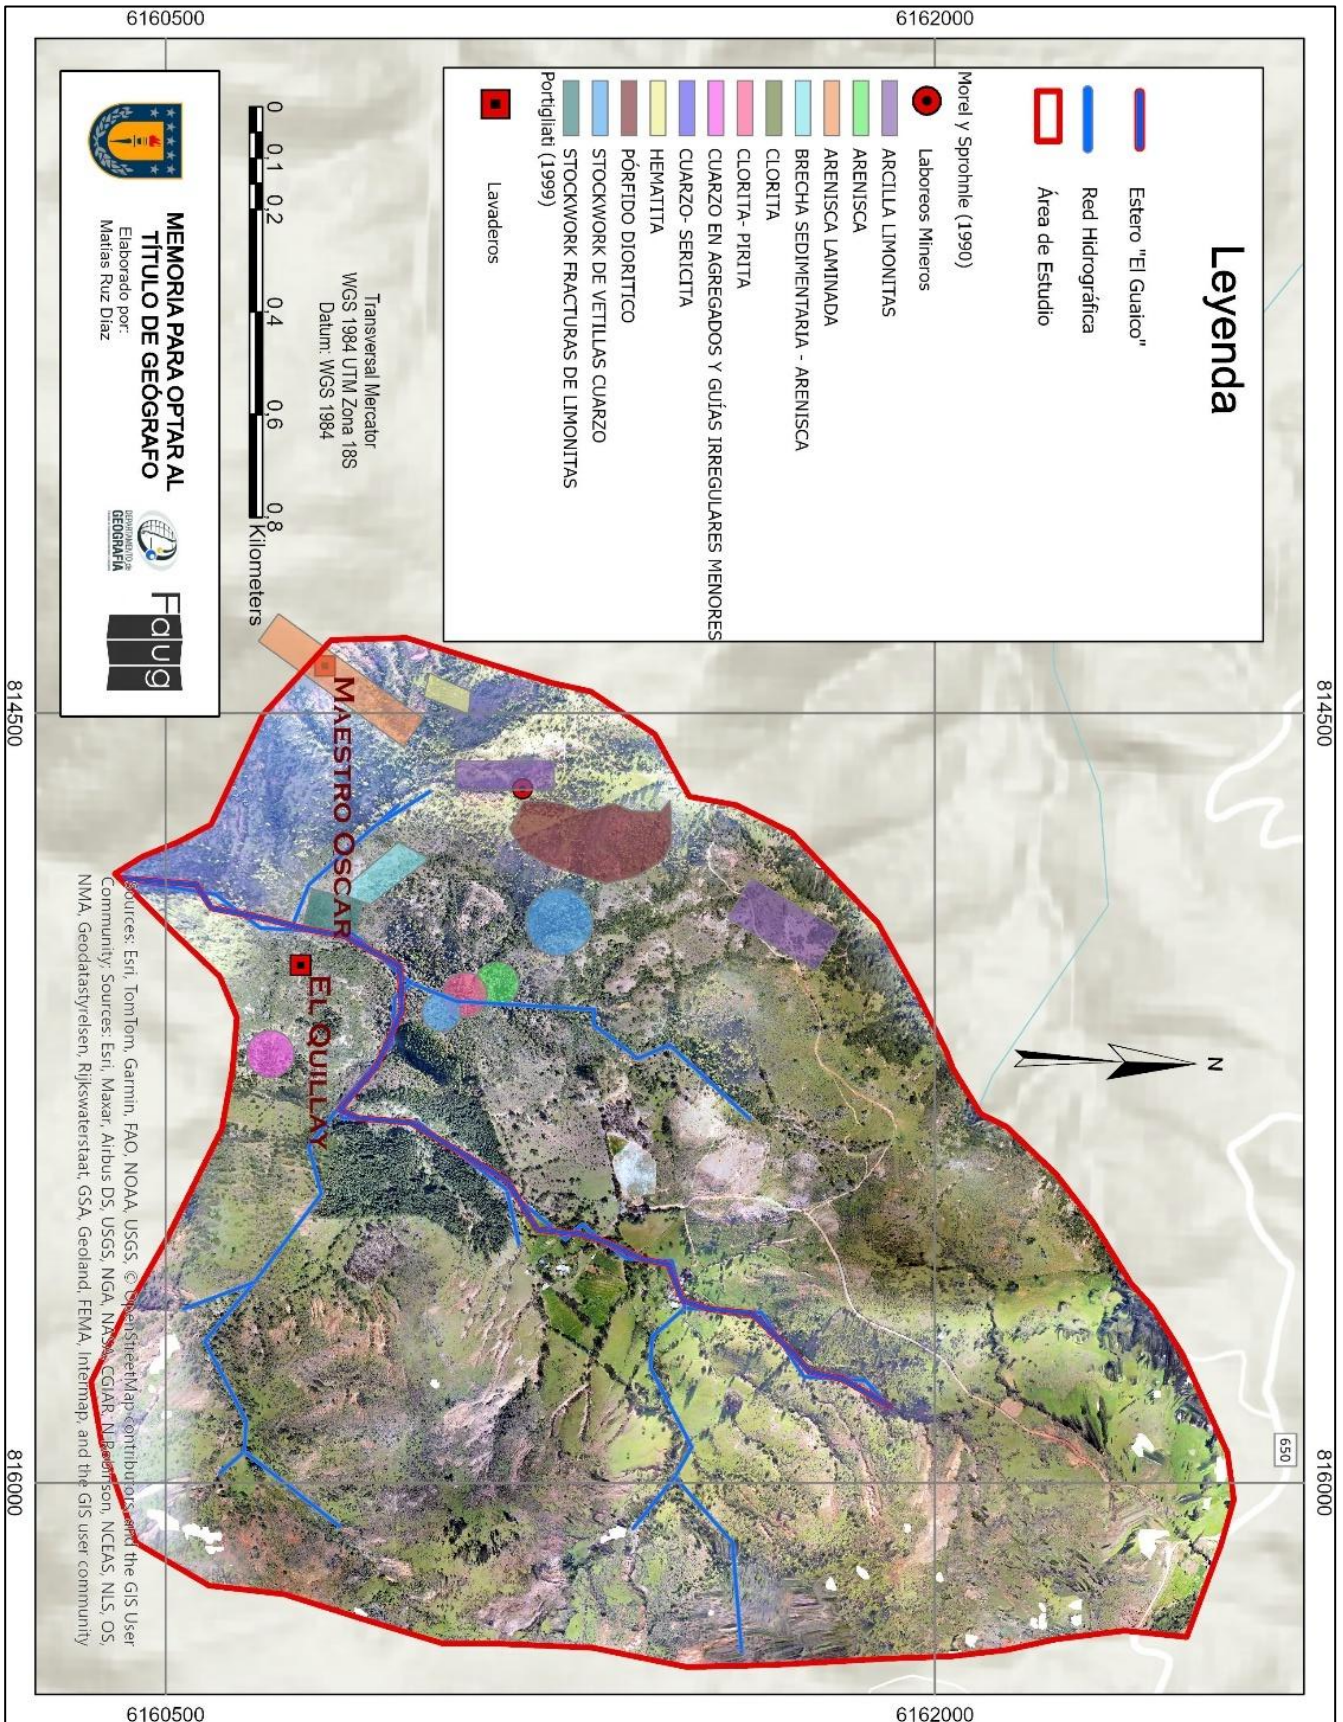 6160500
6162000
Leyenda
Estero "El Guaico"
Red Hidrográfica
Área de Estudio
Morel y Sprohnle (1990)
Laboreos Mineros
ARCILLA LIMONITAS
ARENISCA
ARENISCA LAMINADA
BRECHA SEDIMENTARIA - ARENISCA
CLORITA
CLORITA- PIRITA
CUARZO EN AGREGADOS Y GUÍAS IRREGULARES MENORES
CUARZO- SERICITA
HEMATITA
PÓRFIDO DIORITICO
STOCKWORK DE VETILLAS CUARZO
STOCKWORK FRACTURAS DE LIMONITAS
Portigliati (1999)
Lavaderos
Transversal Mercator
WGS 1984 UTM Zona 18S
Datum: WGS 1984
0 0,1 0,2 0,4 0,6 0,8
Kilometers
MEMORIA PARA OPTAR AL
TÍTULO DE GEÓGRAFO
Elaborado por:
Matías Ruz Díaz
DEPARTAMENTO de
GEOGRAFÍA
Faug
814500
814500
MAESTRO OSCAR
EL QUILLAY
N
650
816000
816000
Sources: Esri, TomTom, Garmin, FAO, NOAA, USGS, © OpenStreetMap contributors, and the GIS User
Community; Sources: Esri, Maxar, Airbus DS, USGS, NGA, NASA, CGIAR, N Robinson, NCEAS, NLS, OS,
NMA, Geodatastyrelsen, Rijkswaterstaat, GSA, Geoland, FEMA, Intermap, and the GIS user community
6160500
6162000